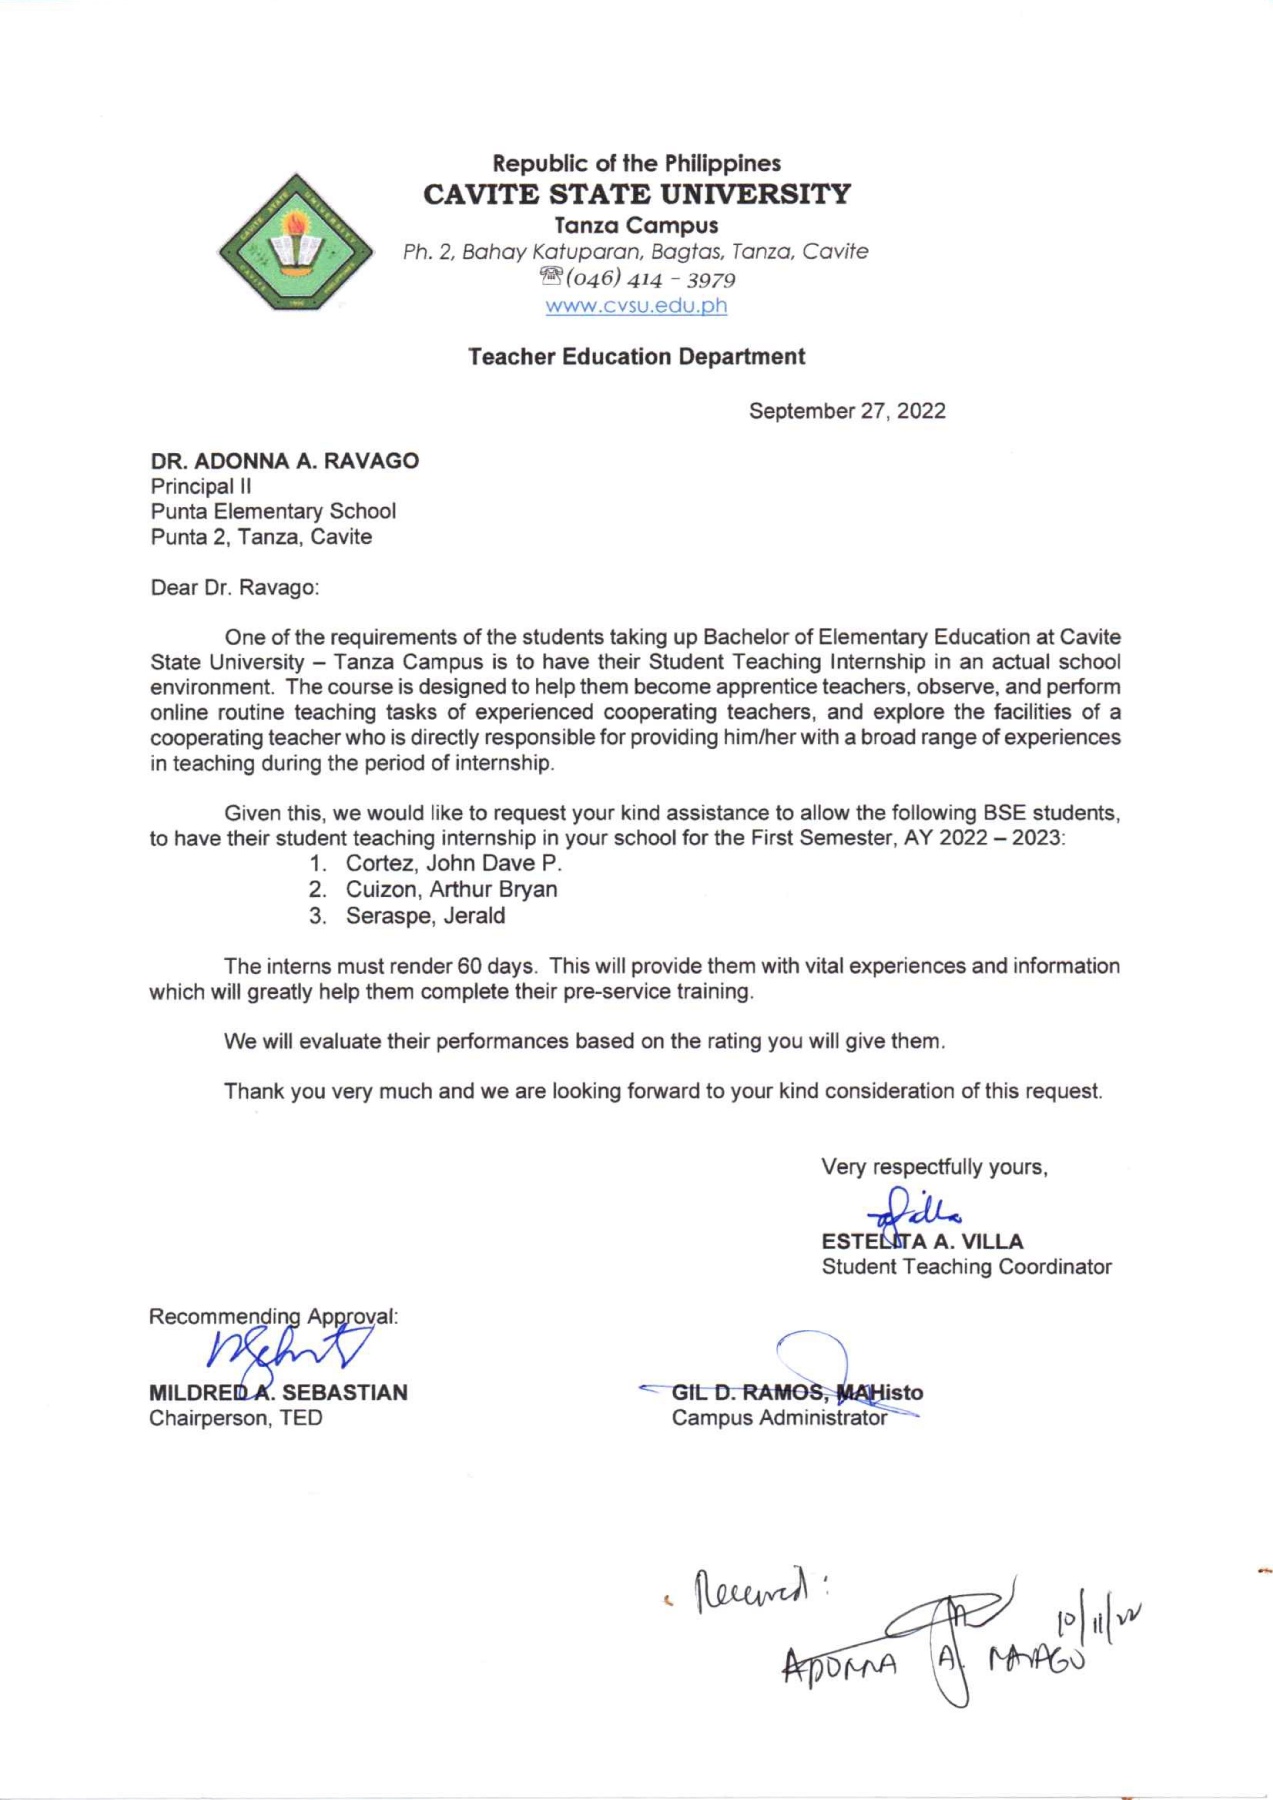 Republic of the Philippines
CAVITE STATE UNIVERSITY
Tanza Campus
Ph. 2, Bahay Katuparan, Bagtas, Tanza, Cavite
☎(046) 414 - 3979
www.cvsu.edu.ph
CAVITE STATE UNIVERSITY
Teacher Education Department
September 27, 2022
DR. ADONNA A. RAVAGO
Principal II
Punta Elementary School
Punta 2, Tanza, Cavite
Dear Dr. Ravago:
One of the requirements of the students taking up Bachelor of Elementary Education at Cavite
State University – Tanza Campus is to have their Student Teaching Internship in an actual school
environment. The course is designed to help them become apprentice teachers, observe, and perform
online routine teaching tasks of experienced cooperating teachers, and explore the facilities of a
cooperating teacher who is directly responsible for providing him/her with a broad range of experiences
in teaching during the period of internship.
Given this, we would like to request your kind assistance to allow the following BSE students,
to have their student teaching internship in your school for the First Semester, AY 2022 – 2023:
1. Cortez, John Dave P.
2. Cuizon, Arthur Bryan
3. Seraspe, Jerald
The interns must render 60 days. This will provide them with vital experiences and information
which will greatly help them complete their pre-service training.
We will evaluate their performances based on the rating you will give them.
Thank you very much and we are looking forward to your kind consideration of this request.
Very respectfully yours,
ESTELITA A. VILLA
Student Teaching Coordinator
Recommending Approval:
MILDRED A. SEBASTIAN
Chairperson, TED
GIL D. RAMOS, MAHisto
Campus Administrator
Received:
10/11/22
ADONNA A. RAVAGO